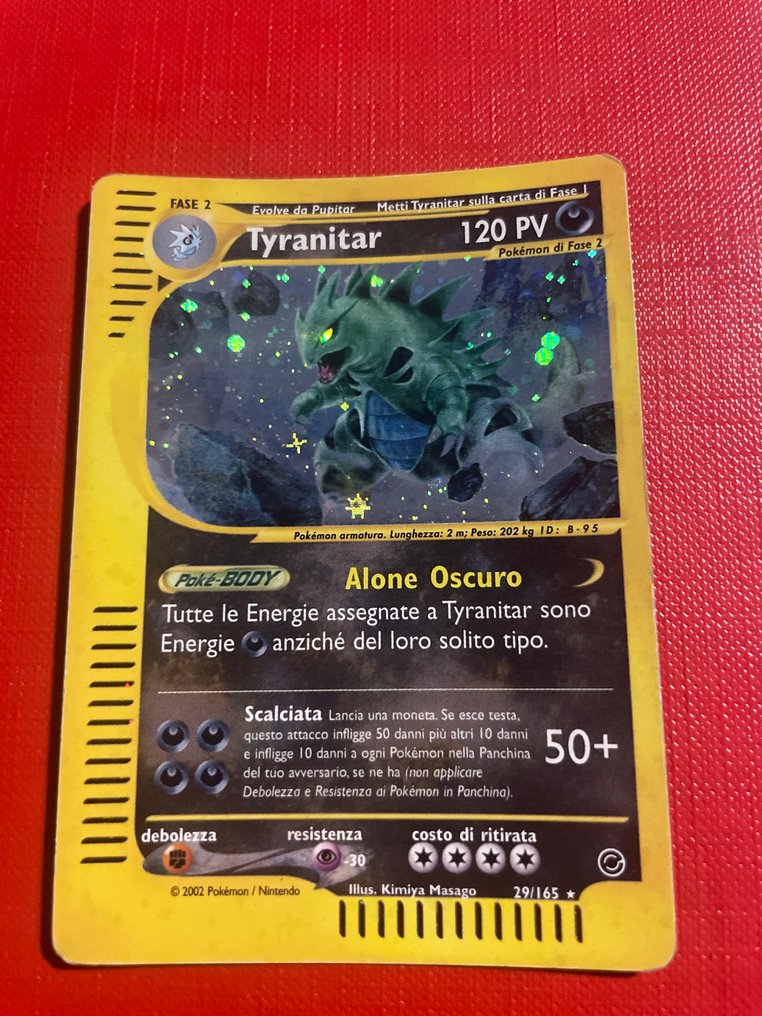 FASE 2
Evolve da Pupitar
Metti Tyranitar sulla carta di Fase 1
Tyranitar
120 PV
Pokémon di Fase 2
Pokémon armatura. Lunghezza: 2 m; Peso: 202 kg ID: B-95
Poké-BODY
Alone Oscuro
Tutte le Energie assegnate a Tyranitar sono
Energie anziché del loro solito tipo.
Scalciata Lancia una moneta. Se esce testa,
questo attacco infligge 50 danni più altri 10 danni
e infligge 10 danni a ogni Pokémon nella Panchina
del tuo avversario, se ne ha (non applicare
Debolezza e Resistenza ai Pokémon in Panchina).
50+
debolezza
resistenza
costo di ritirata
-30
© 2002 Pokémon / Nintendo
Illus. Kimiya Masago
29/165 ★